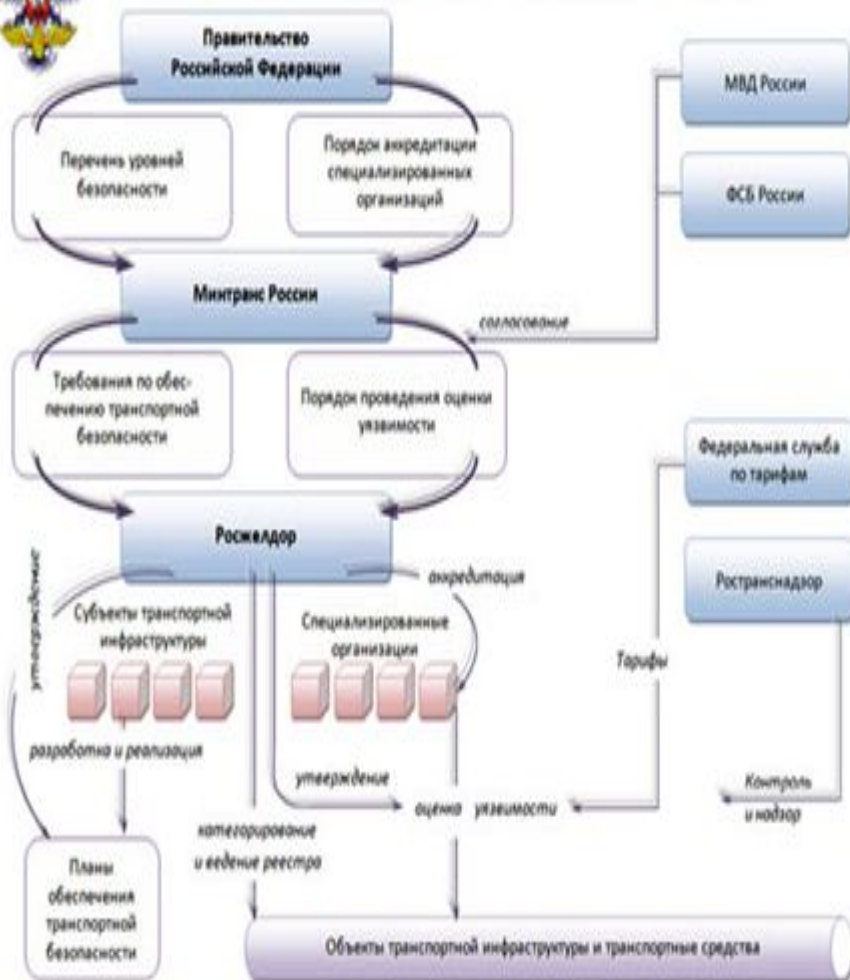 Правительство
Российской Федерации
МВД России
Перечень уровней
безопасности
Порядок аккредитации
специализированных
организаций
ФСБ России
Минтранс России
согласование
Требования по обес-
печению транспортной
безопасности
Порядок проведения оценки
уязвимости
Федеральная служба
по тарифам
Росжелдор
Ространснадзор
утверждение
аккредитация
Субъекты транспортной
инфраструктуры
Специализированные
организации
Тарифы
разработка и реализация
утверждение
оценка уязвимости
Контроль
и надзор
категорирование
и ведение реестра
Планы
обеспечения
транспортной
безопасности
Объекты транспортной инфраструктуры и транспортные средства